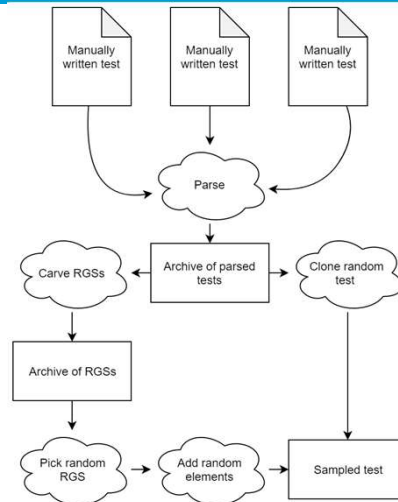 Manually
written test
Manually
written test
Manually
written test
Parse
Carve RGSs
Archive of parsed
tests
Clone random
test
Archive of RGSs
Pick random
RGS
Add random
elements
Sampled test